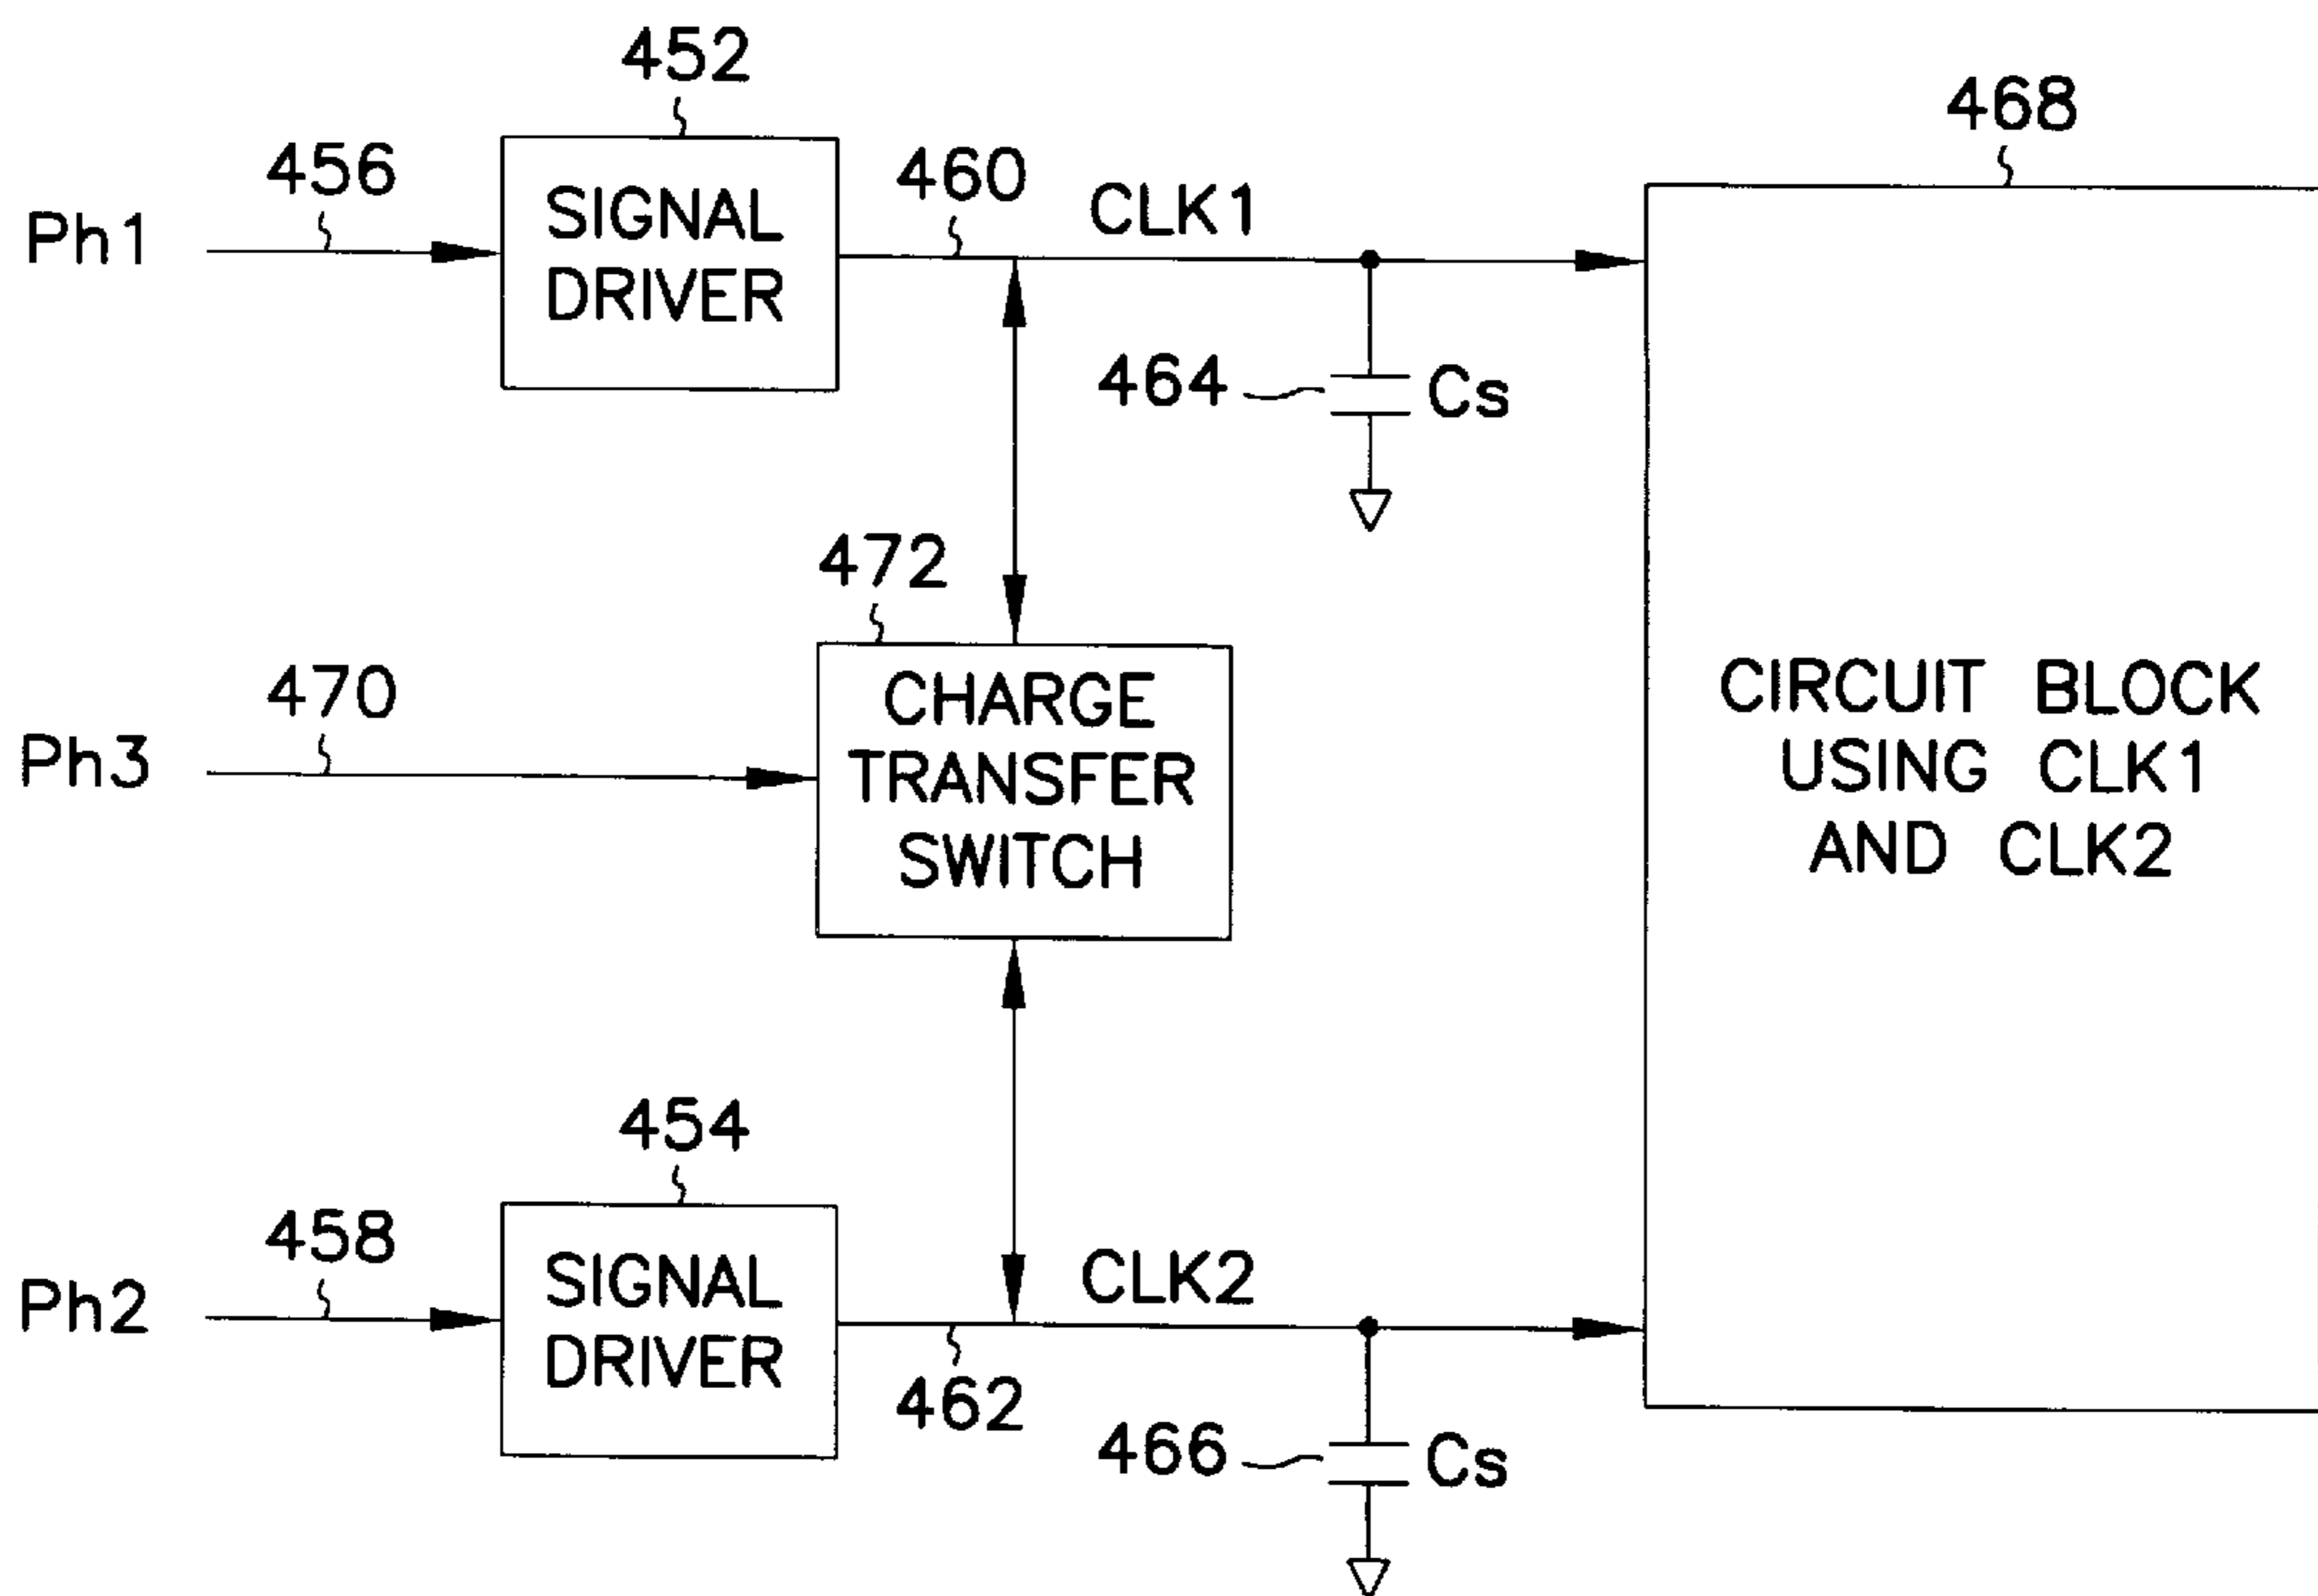 452
468
456
460
CLK1
Ph1
SIGNAL
DRIVER
464
Cs
472
470
Ph3
CHARGE
TRANSFER
SWITCH
CIRCUIT BLOCK
USING CLK1
AND CLK2
454
458
Ph2
SIGNAL
DRIVER
CLK2
462
466
Cs